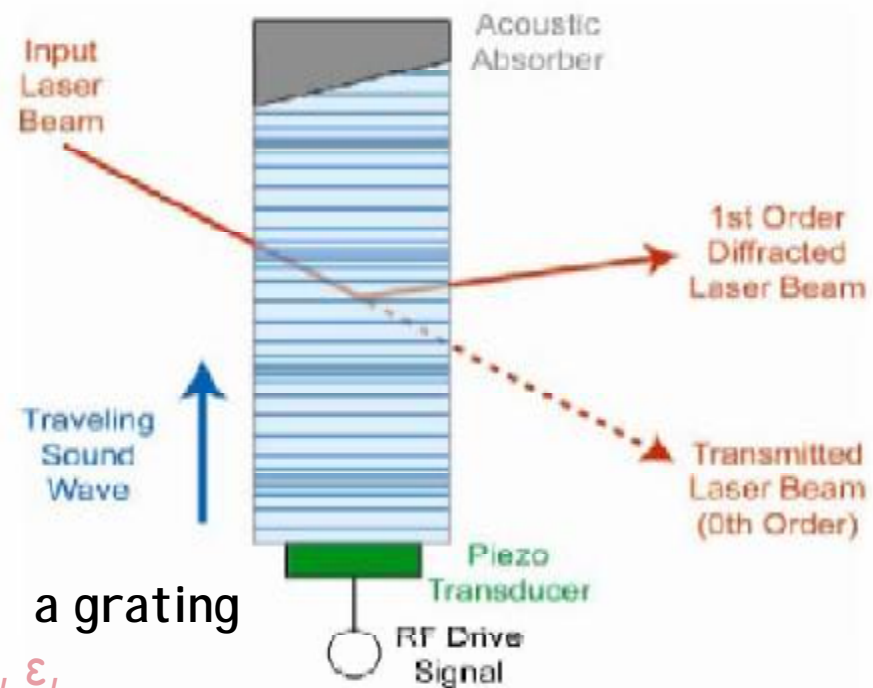 Input
Laser
Beam
Acoustic
Absorber
1st Order
Diffracted
Laser Beam
Traveling
Sound
Wave
Transmitted
Laser Beam
(0th Order)
Piezo
Transducer
a grating
RF Drive
Signal
, ε,